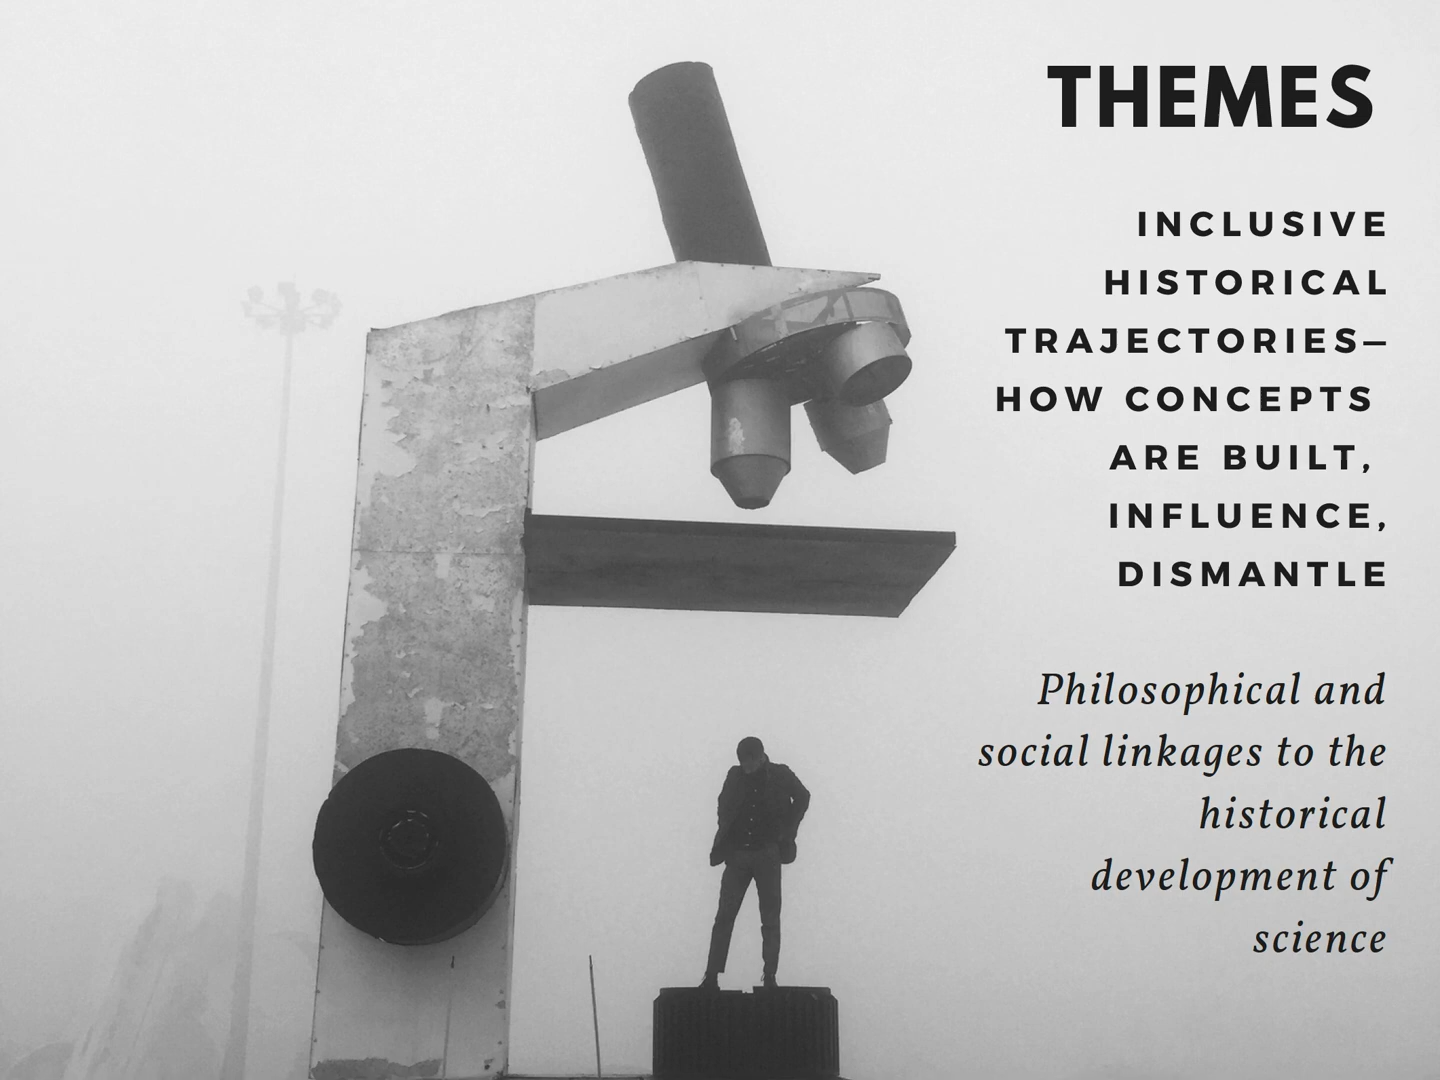 THEMES
INCLUSIVE
HISTORICAL
TRAJECTORIES—
HOW CONCEPTS
ARE BUILT,
INFLUENCE,
DISMANTLE
Philosophical and
social linkages to the
historical
development of
science